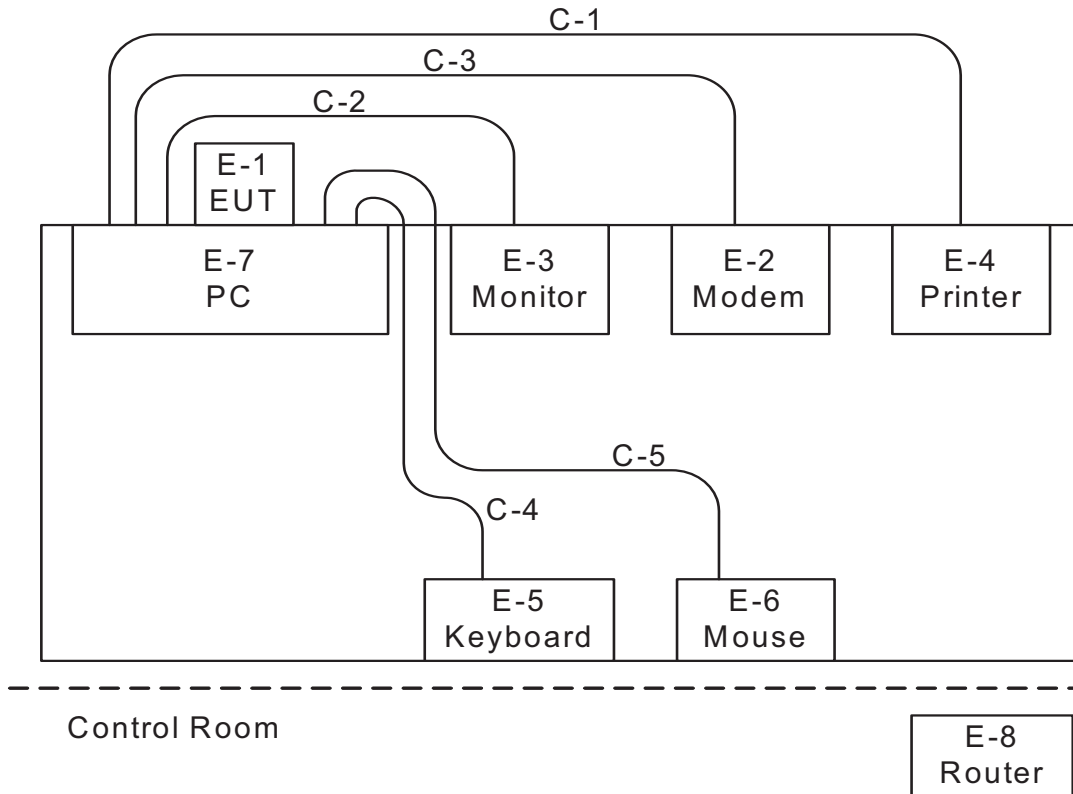 C-1
C-3
C-2
E-1
EUT
E-7
PC
E-3
Monitor
E-2
Modem
E-4
Printer
C-5
C-4
E-5
Keyboard
E-6
Mouse
Control Room
E-8
Router